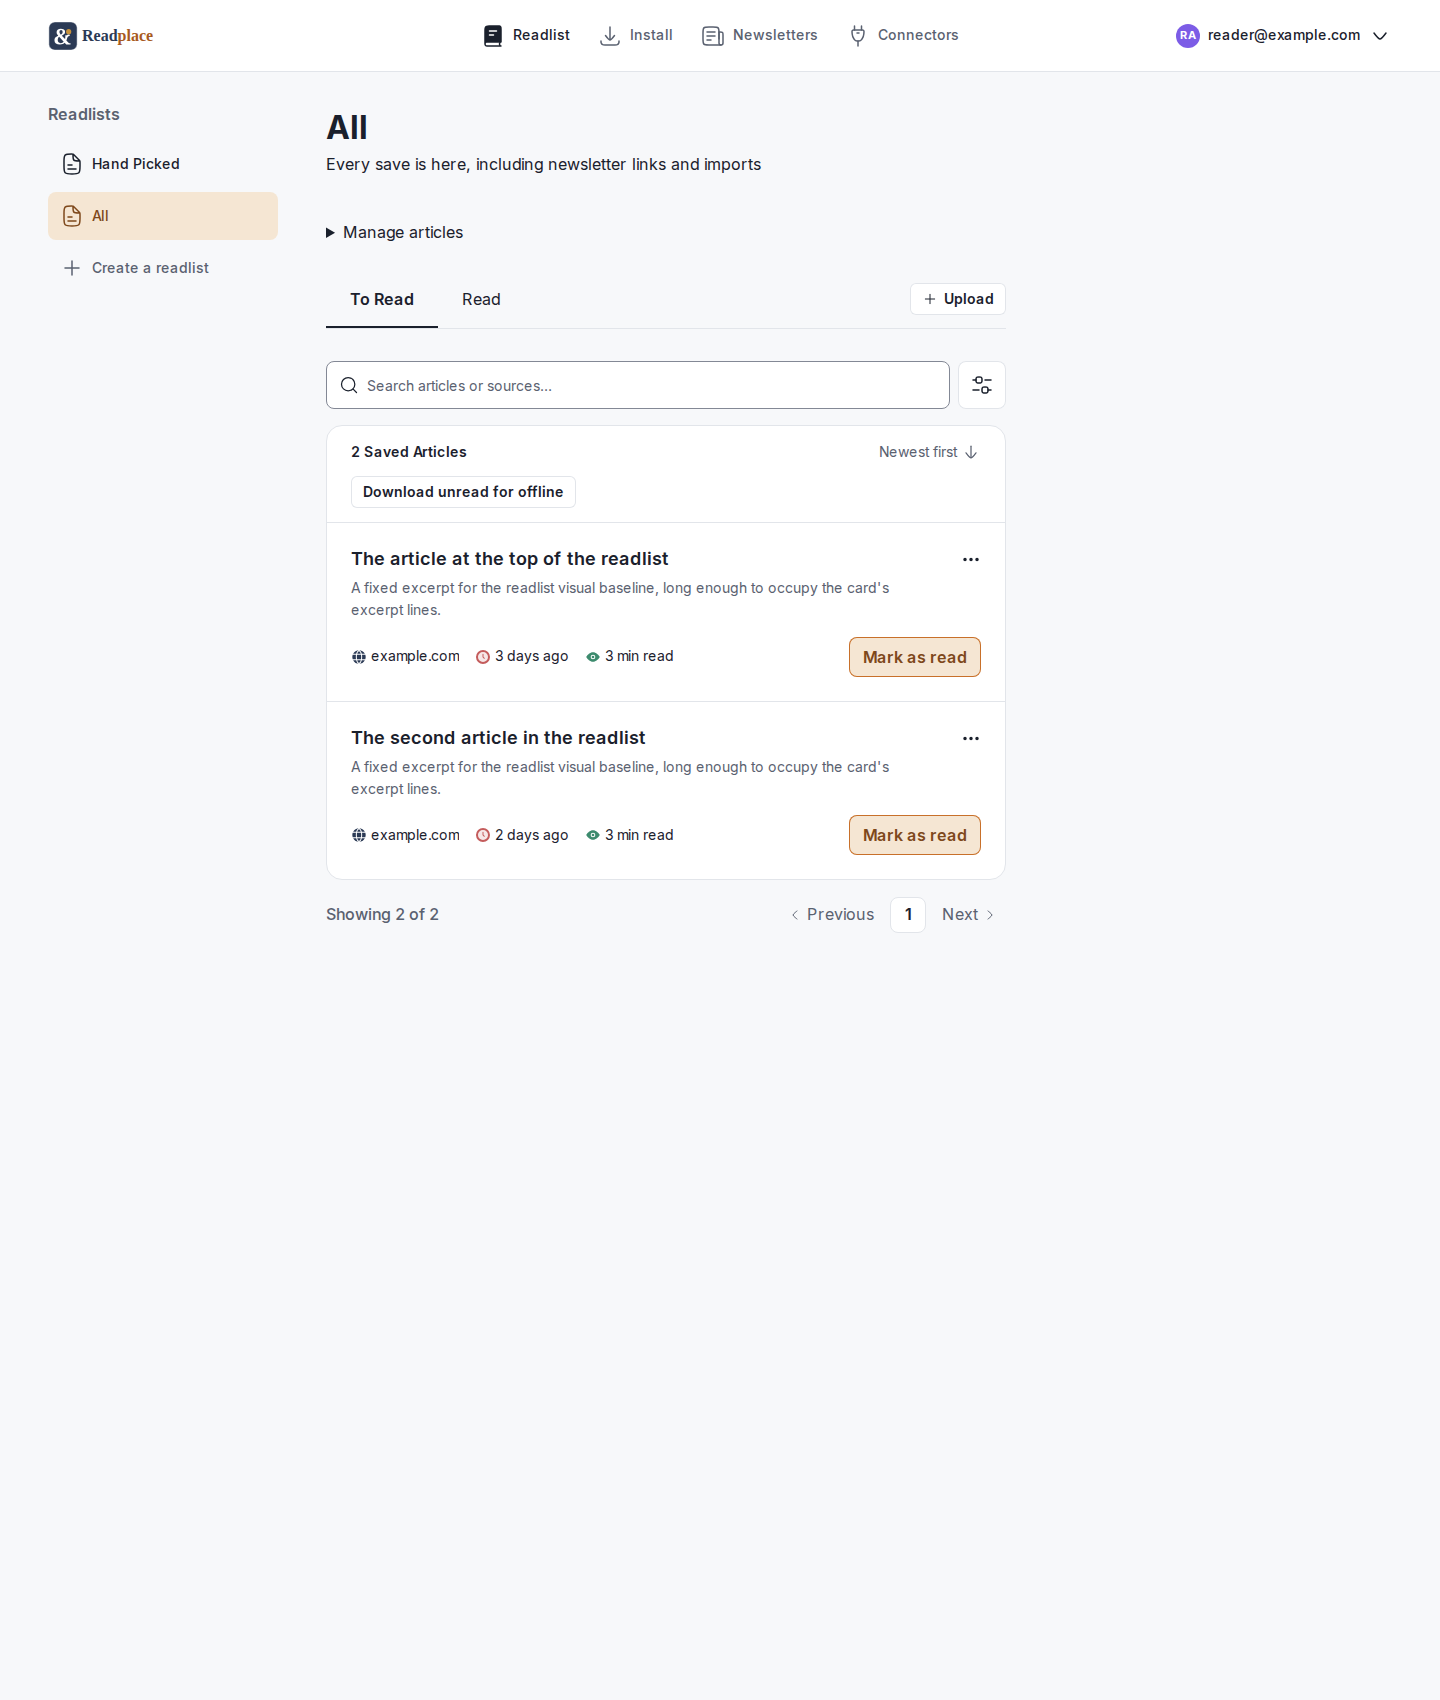 & Readplace
Readlist
Install
Newsletters
Connectors
RA reader@example.com
Readlists
Hand Picked
All
Create a readlist
All
Every save is here, including newsletter links and imports
Manage articles
To Read
Read
Upload
Search articles or sources...
2 Saved Articles
Newest first
Download unread for offline
The article at the top of the readlist
A fixed excerpt for the readlist visual baseline, long enough to occupy the card's
excerpt lines.
example.com
3 days ago
3 min read
Mark as read
The second article in the readlist
A fixed excerpt for the readlist visual baseline, long enough to occupy the card's
excerpt lines.
example.com
2 days ago
3 min read
Mark as read
Showing 2 of 2
Previous
1
Next